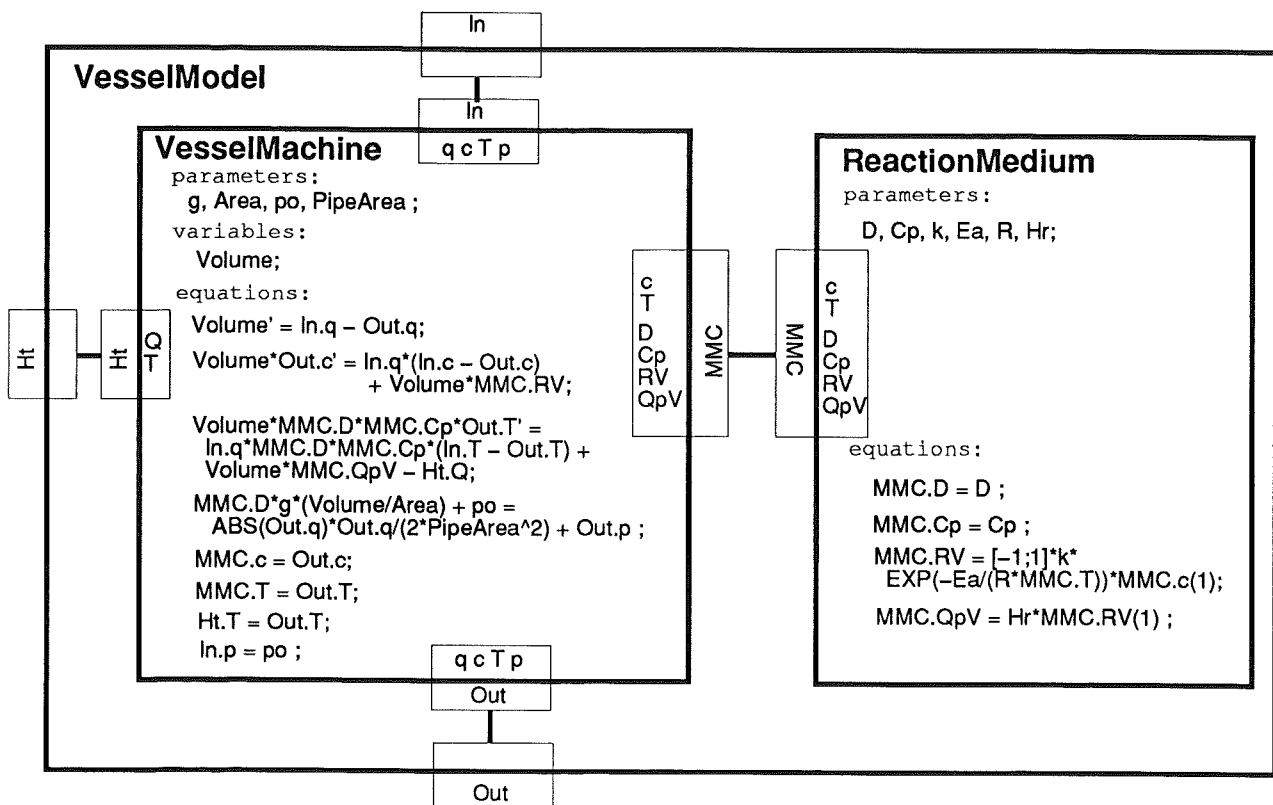 In
VesselModel
In
q c T p
VesselMachine
parameters:
g, Area, po, PipeArea ;
variables:
Volume;
equations:
Volume' = In.q – Out.q;
Volume*Out.c' = In.q*(In.c – Out.c)
+ Volume*MMC.RV;
Volume*MMC.D*MMC.Cp*Out.T' =
In.q*MMC.D*MMC.Cp*(In.T – Out.T) +
Volume*MMC.QpV – Ht.Q;
MMC.D*g*(Volume/Area) + po =
ABS(Out.q)*Out.q/(2*PipeArea^2) + Out.p ;
MMC.c = Out.c;
MMC.T = Out.T;
Ht.T = Out.T;
In.p = po ;
Ht
Ht
Q
T
c
T
D
Cp
RV
QpV
MMC
q c T p
Out
Out
MMC
c
T
D
Cp
RV
QpV
ReactionMedium
parameters:
D, Cp, k, Ea, R, Hr;
equations:
MMC.D = D ;
MMC.Cp = Cp ;
MMC.RV = [–1;1]*k*
EXP(–Ea/(R*MMC.T))*MMC.c(1);
MMC.QpV = Hr*MMC.RV(1) ;